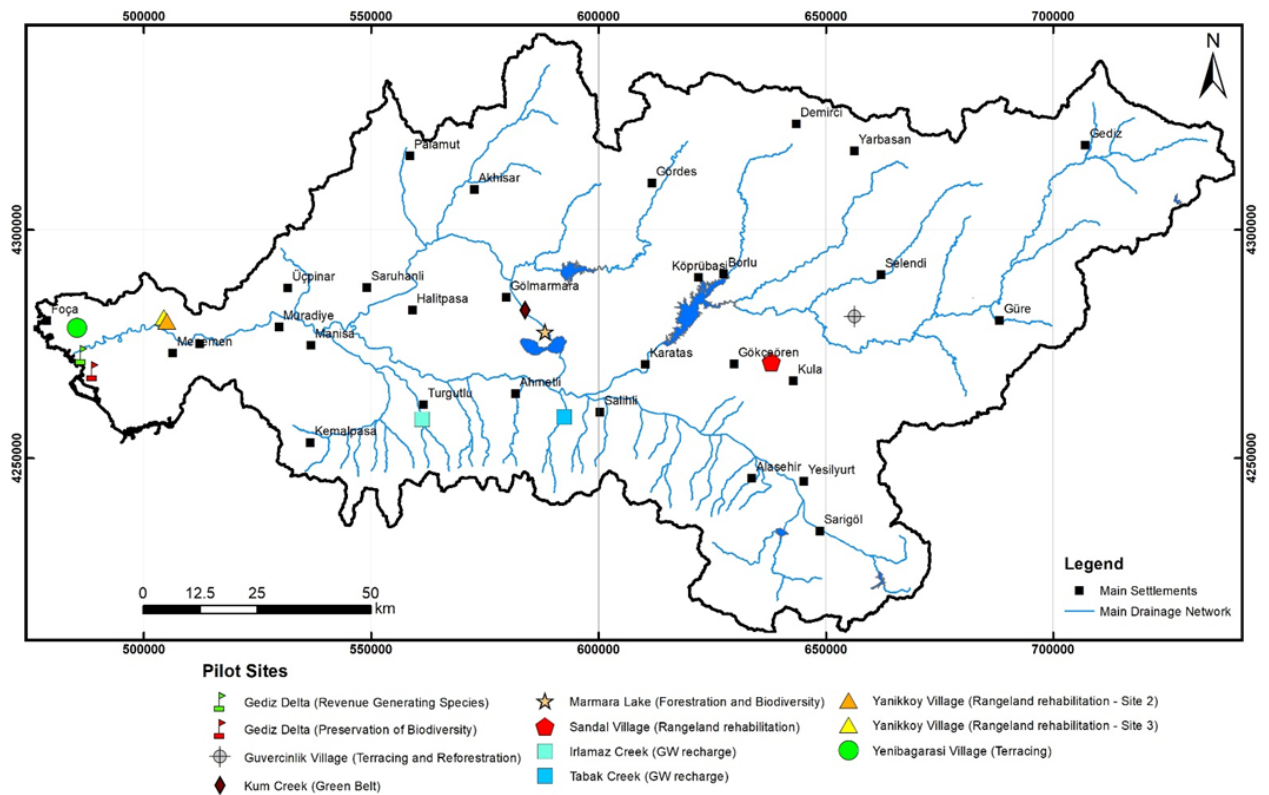 500000 550000 600000 650000 700000
N
Demirci
Yarbasan
Gediz
Palamut
Akhisar
Gördes
4300000 4300000
Üçpinar
Saruhanli
Gölmarmara
Köprübaşi
Borlu
Selendi
Foça
Halitpasa
Muradiye
Manisa
Güre
Menemen
Karatas
Gökçeören
Kula
Turgutlu
Ahmetli
Salihli
Kemalpasa
4250000 4250000
Alaşehir
Yesilyurt
Sarigöl
0 12.5 25 50
km
Legend
Main Settlements
Main Drainage Network
500000 550000 600000 650000 700000
Pilot Sites
Gediz Delta (Revenue Generating Species)
Gediz Delta (Preservation of Biodiversity)
Guvercinlik Village (Terracing and Reforestration)
Kum Creek (Green Belt)
Marmara Lake (Forestration and Biodiversity)
Sandal Village (Rangeland rehabilitation)
Irlamaz Creek (GW recharge)
Tabak Creek (GW recharge)
Yanikkoy Village (Rangeland rehabilitation - Site 2)
Yanikkoy Village (Rangeland rehabilitation - Site 3)
Yenibagarasi Village (Terracing)